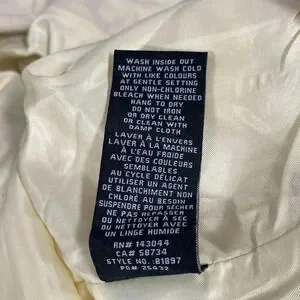 WASH INSIDE OUT
MACHINE WASH COLD
WITH LIKE COLOURS
AT GENTLE SETTING
ONLY NON-CHLORINE
BLEACH WHEN NEEDED
HANG TO DRY
DO NOT IRON
OR DRY CLEAN
OR CLEAN WITH
DAMP CLOTH
LAVER À L'ENVERS
LAVER À LA MACHINE
À L'EAU FROIDE
AVEC DES COULEURS
SEMBLABLES
AU CYCLE DÉLICAT
UTILISER UN AGENT
DE BLANCHIMENT NON
CHLORÉ AU BESOIN
SUSPENDRE POUR SÉCHER
NE PAS REPASSER
OU NETTOYER À SEC
OU NETTOYER AVEC
UN LINGE HUMIDE
RN# 143044
CA# 58734
STYLE NO. 81897
PO# 25432